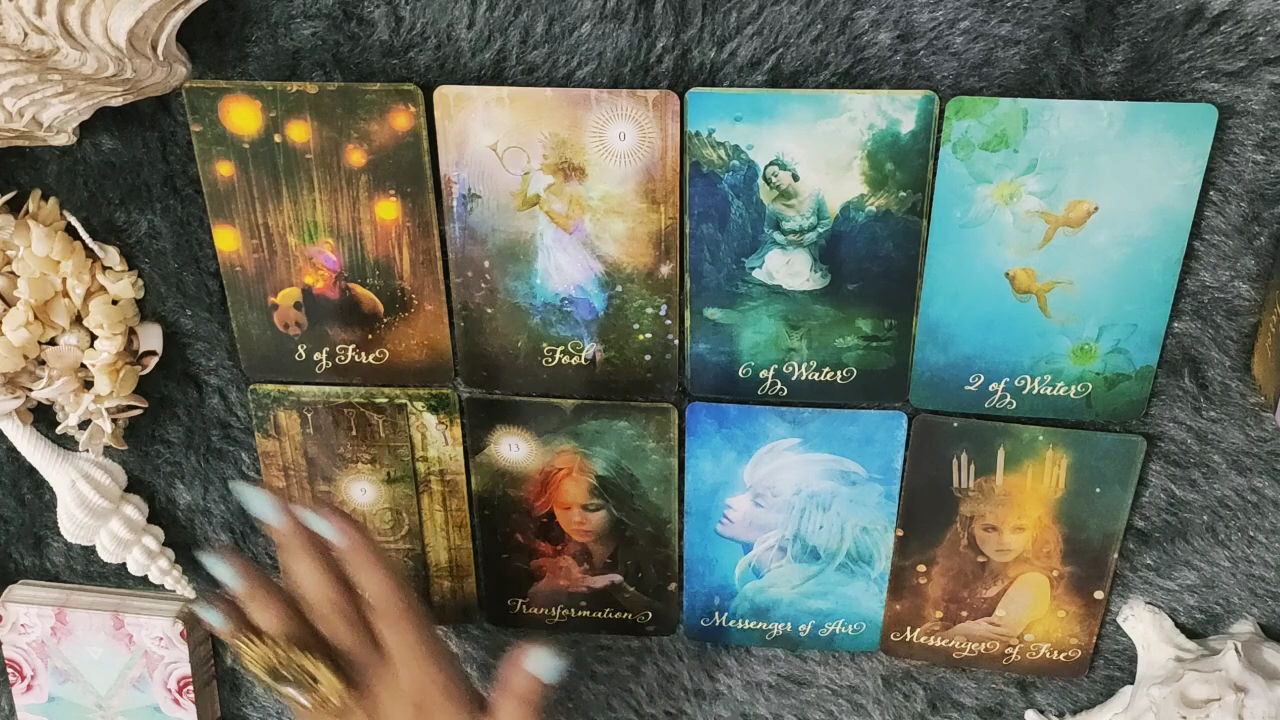 0
8 of Fire
Fool
6 of Water
2 of Water
9
13
Transformation
Messenger of Air
Messenger of Fire